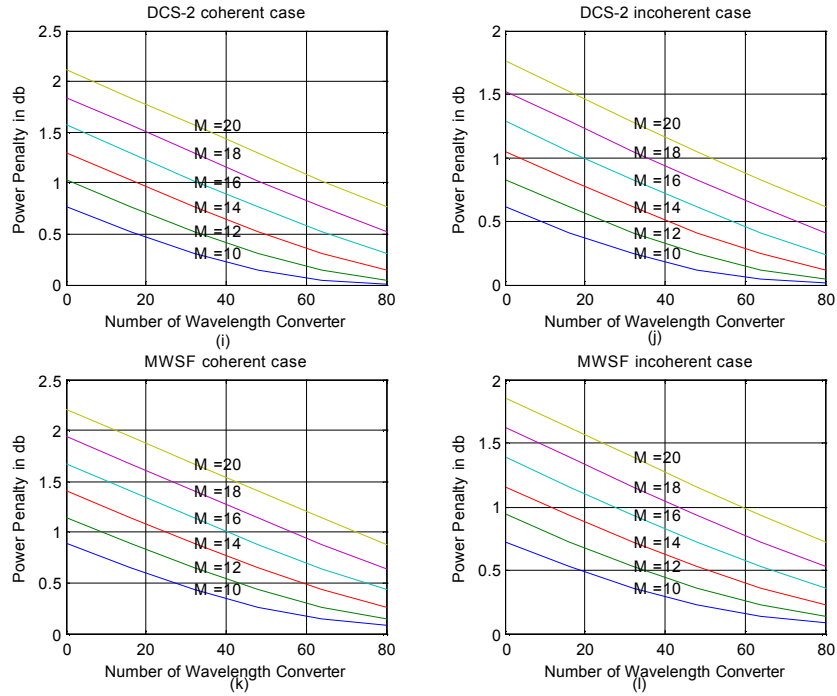 DCS-2 coherent case
2.5
2
1.5
1
0.5
0
Power Penalty in db
M =20
M =18
M =16
M =14
M =12
M =10
0 20 40 60 80
Number of Wavelength Converter
(i)
DCS-2 incoherent case
2
1.5
1
0.5
0
Power Penalty in db
M =20
M =18
M =16
M =14
M =12
M =10
0 20 40 60 80
Number of Wavelength Converter
(j)
MWSF coherent case
2.5
2
1.5
1
0.5
0
Power Penalty in db
M =20
M =18
M =16
M =14
M =12
M =10
0 20 40 60 80
Number of Wavelength Converter
(k)
MWSF incoherent case
2
1.5
1
0.5
0
Power Penalty in db
M =20
M =18
M =16
M =14
M =12
M =10
0 20 40 60 80
Number of Wavelength Converter
(l)